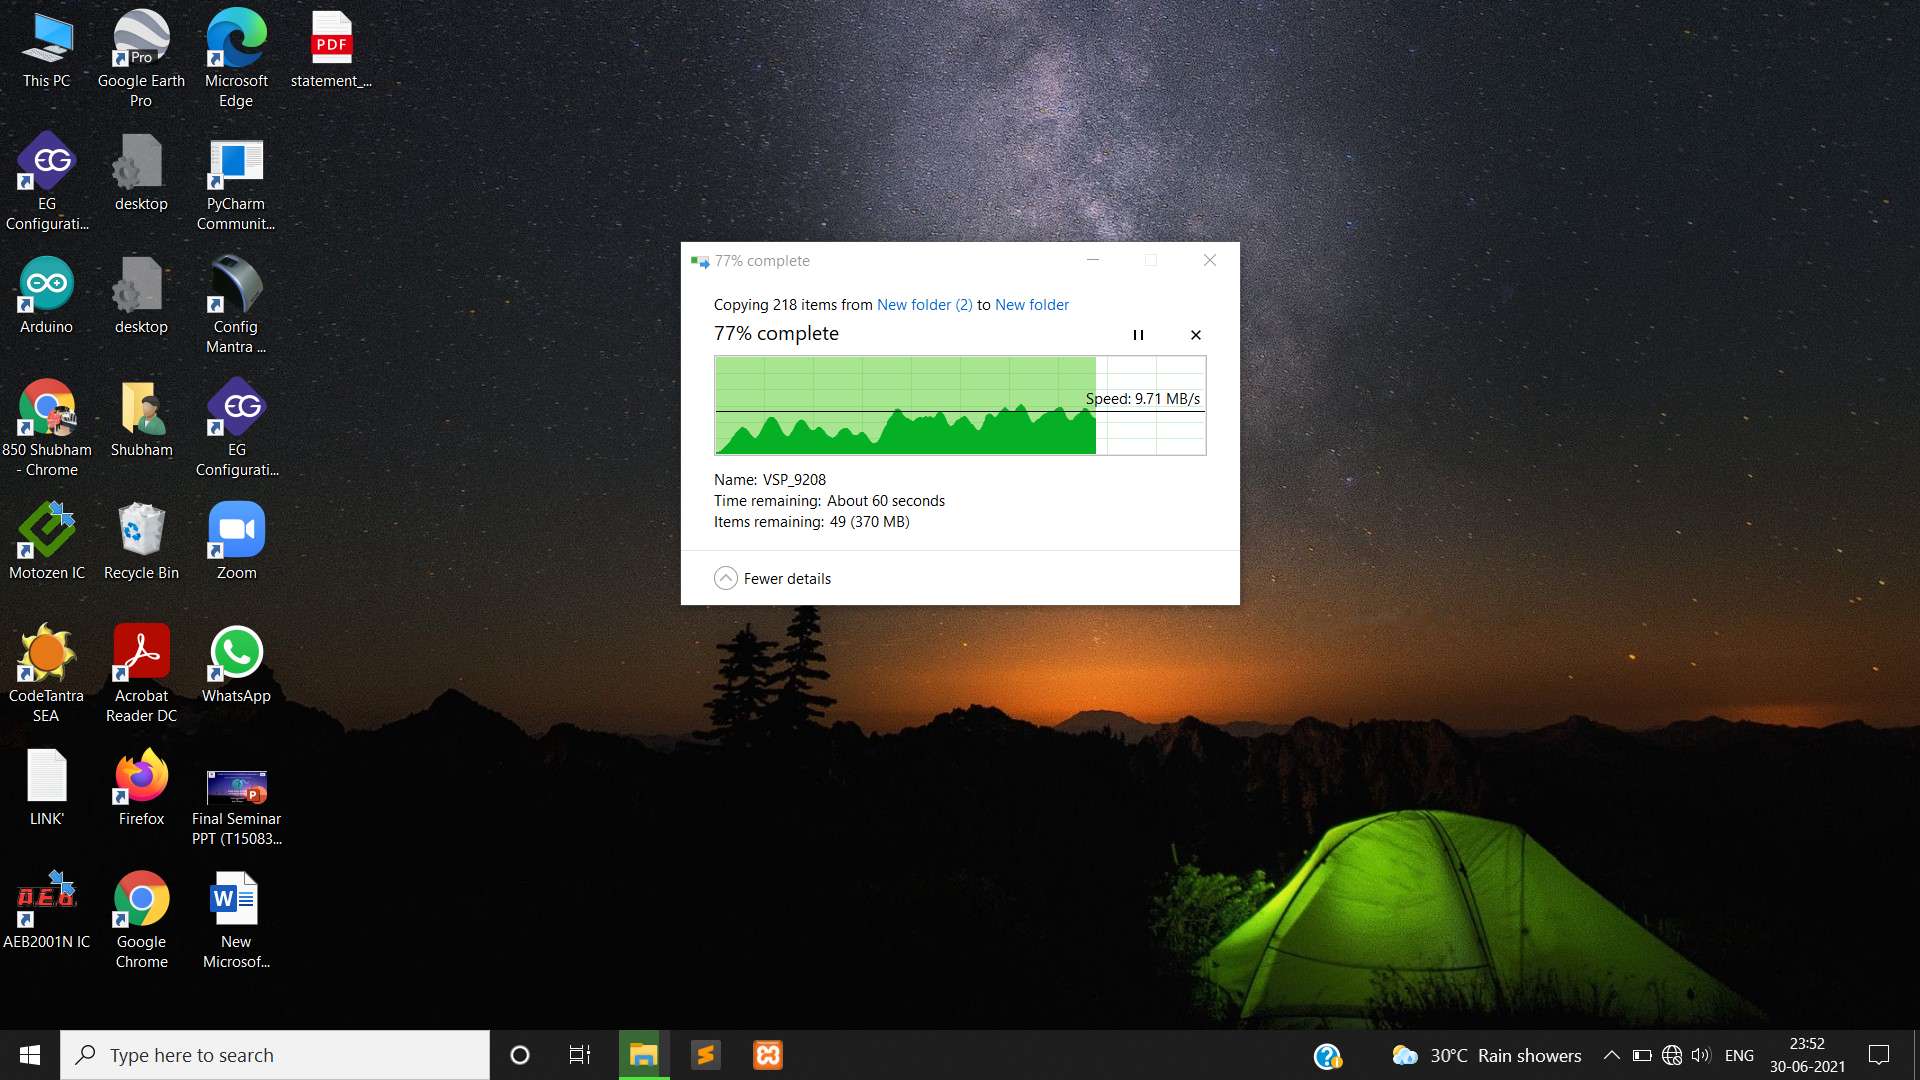 This PC
Pro
Google Earth
Pro
Microsoft
Edge
PDF
statement_...
EG
EG
Configurati...
desktop
PyCharm
Communit...
Arduino
desktop
Config
Mantra ...
850 Shubham
- Chrome
Shubham
EG
EG
Configurati...
Motozen IC
Recycle Bin
Zoom
CodeTantra
SEA
Acrobat
Reader DC
WhatsApp
LINK'
Firefox
P
Final Seminar
PPT (T15083...
A.E.B.
AEB2001N IC
Google
Chrome
W
New
Microsof...
77% complete
Copying 218 items from New folder (2) to New folder
77% complete
Speed: 9.71 MB/s
Name: VSP_9208
Time remaining: About 60 seconds
Items remaining: 49 (370 MB)
Fewer details
Type here to search
30°C Rain showers
ENG
23:52
30-06-2021